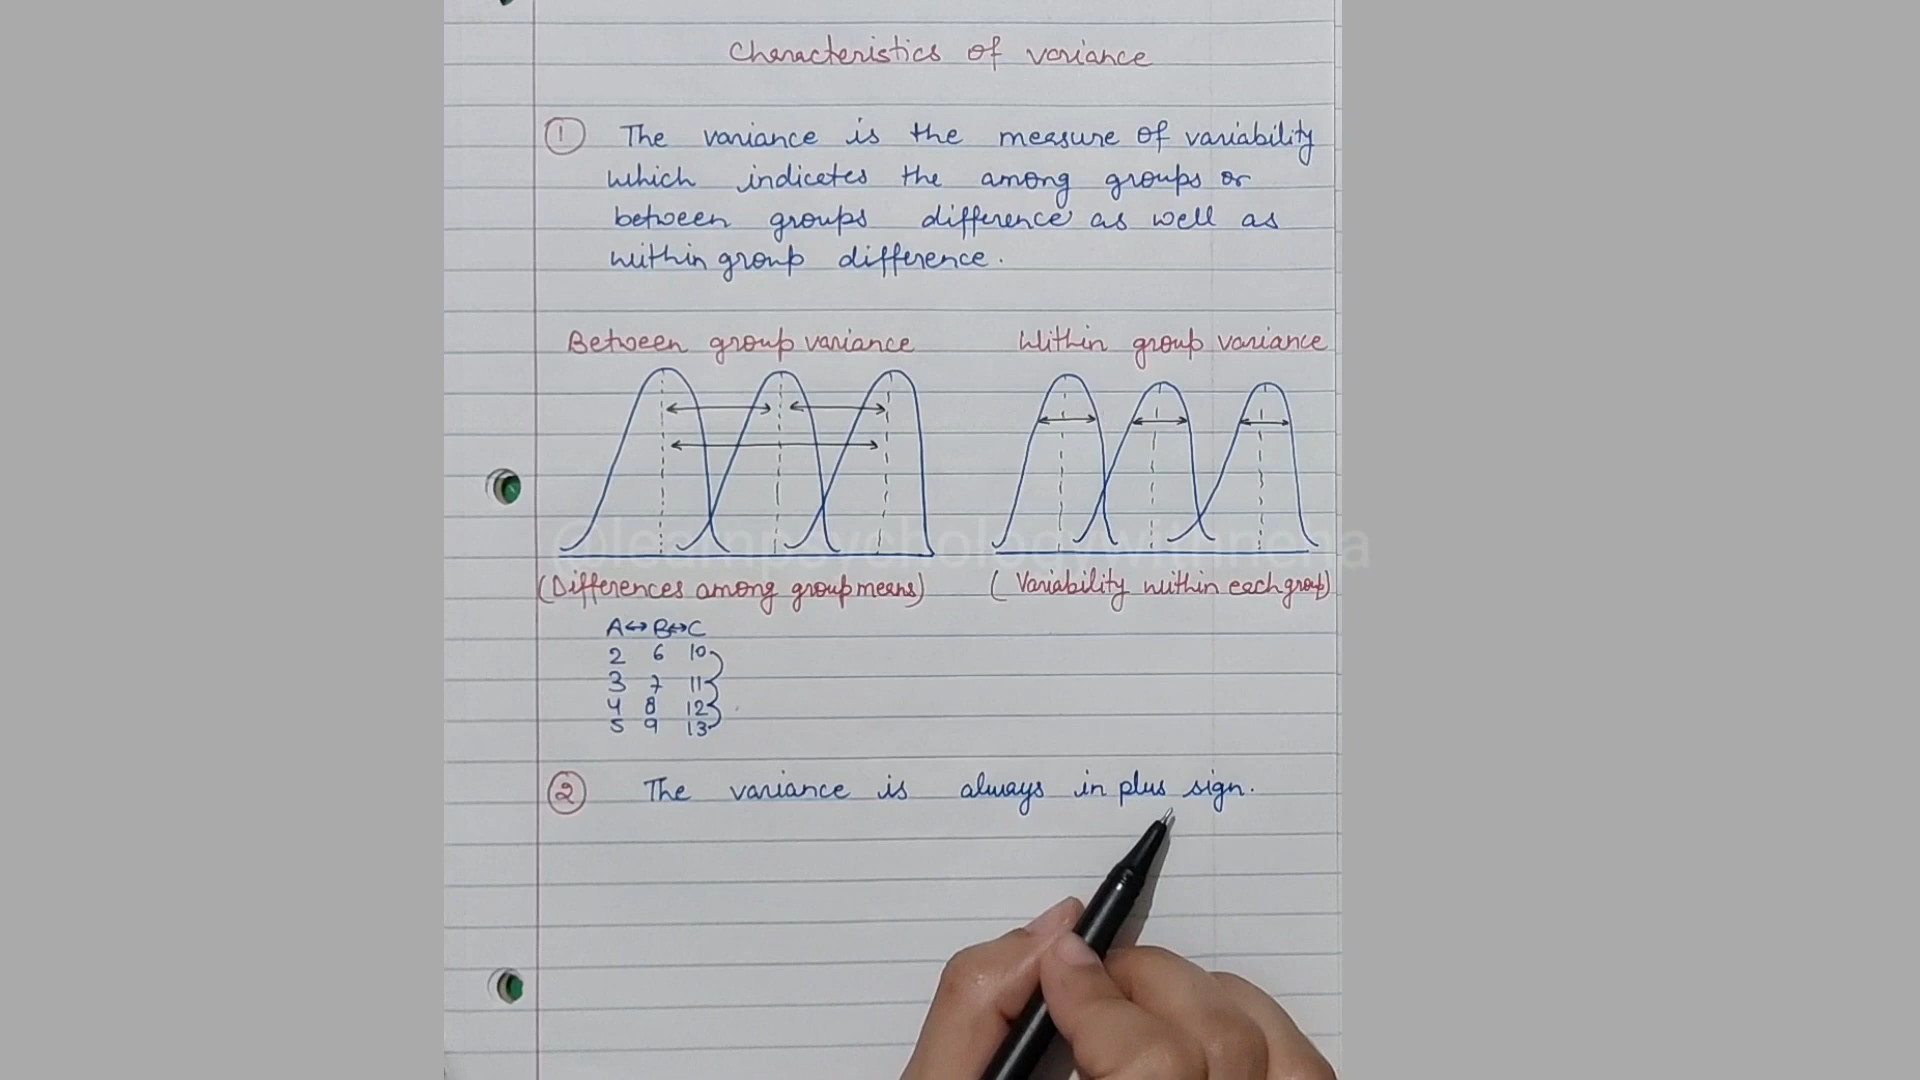 Characteristics of variance
1 The variance is the measure of variability
which indicates the among groups or
between groups difference as well as
within group difference.
Between group variance
Within group variance
(Differences among group means)
(Variability within each group)
A↔B↔C
2 6 10
3 7 11
4 8 12
5 9 13
2 The variance is always in plus sign.
@learnpsychologywithneha